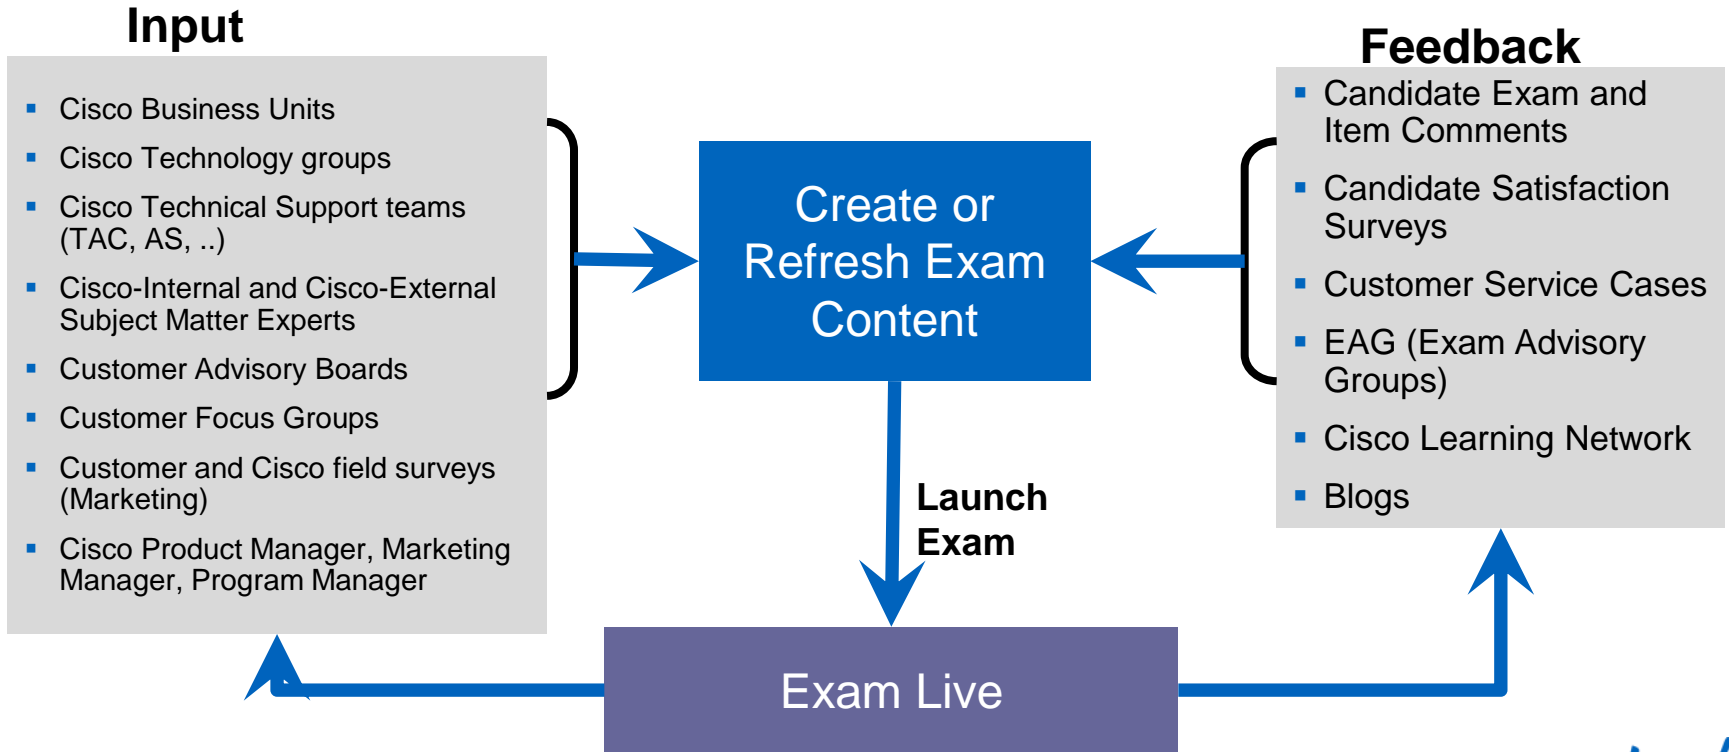 Input
Cisco Business Units
Cisco Technology groups
Cisco Technical Support teams
(TAC, AS, ..)
Cisco-Internal and Cisco-External
Subject Matter Experts
Customer Advisory Boards
Customer Focus Groups
Customer and Cisco field surveys
(Marketing)
Cisco Product Manager, Marketing
Manager, Program Manager
Create or
Refresh Exam
Content
Launch
Exam
Exam Live
Feedback
Candidate Exam and
Item Comments
Candidate Satisfaction
Surveys
Customer Service Cases
EAG (Exam Advisory
Groups)
Cisco Learning Network
Blogs